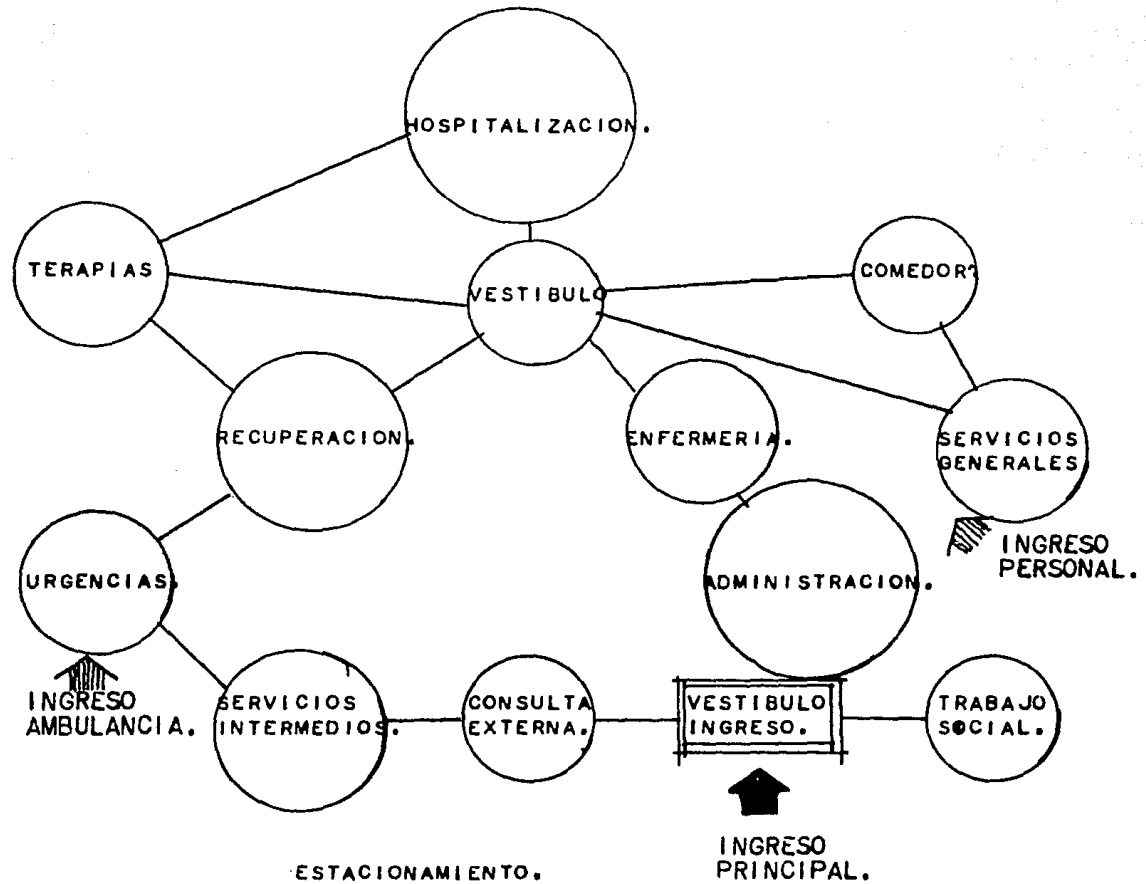 HOSPITALIZACION.
TERAPIAS
VESTIBULO
COMEDOR?
RECUPERACION.
ENFERMERIA.
SERVICIOS
GENERALES
INGRESO
PERSONAL.
URGENCIAS.
ADMINISTRACION.
INGRESO
AMBULANCIA.
SERVICIOS
INTERMEDIOS.
CONSULTA
EXTERNA.
VESTIBULO
INGRESO.
TRABAJO
SOCIAL.
INGRESO
PRINCIPAL.
ESTACIONAMIENTO.